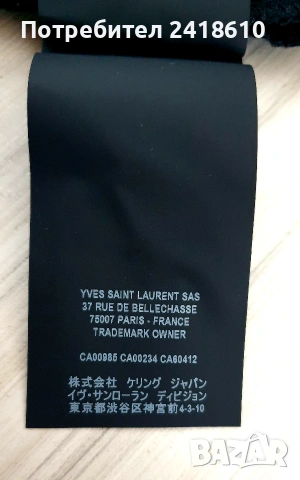 Потребител 2418610
YVES SAINT LAURENT SAS
37 RUE DE BELLECHASSE
75007 PARIS - FRANCE
TRADEMARK OWNER
CA00985 CA00234 CA60412
株式会社 ケリング ジャパン
イヴ・サンローラン ディビジョン
東京都渋谷区神宮前4-3-10
BAZAR